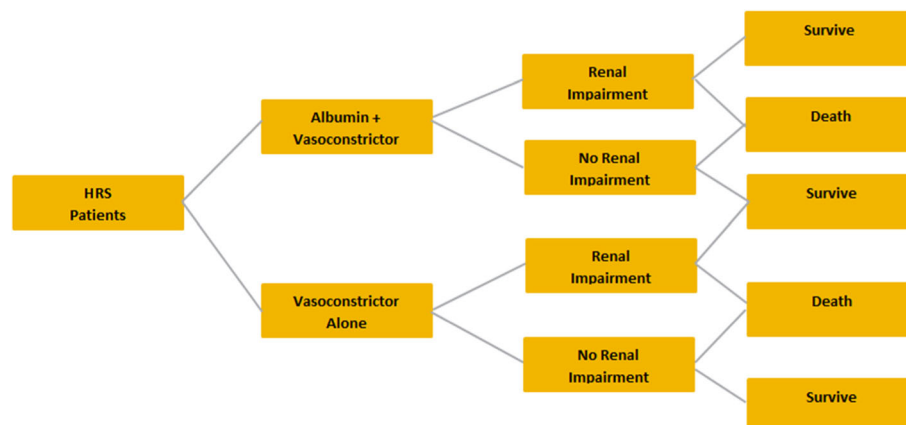 HRS
Patients
Albumin +
Vasoconstrictor
Vasoconstrictor
Alone
Renal
Impairment
No Renal
Impairment
Renal
Impairment
No Renal
Impairment
Survive
Death
Survive
Death
Survive